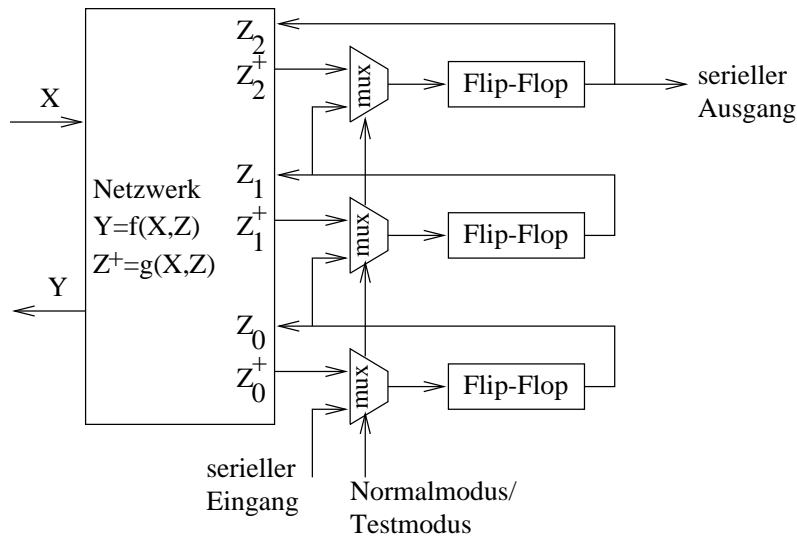 Z2
Z2+
mux
Flip-Flop
serieller
Ausgang
X
Netzwerk
Y=f(X,Z)
Z+=g(X,Z)
Z1
Z1+
mux
Flip-Flop
Y
Z0
Z0+
mux
Flip-Flop
serieller
Eingang
Normalmodus/
Testmodus